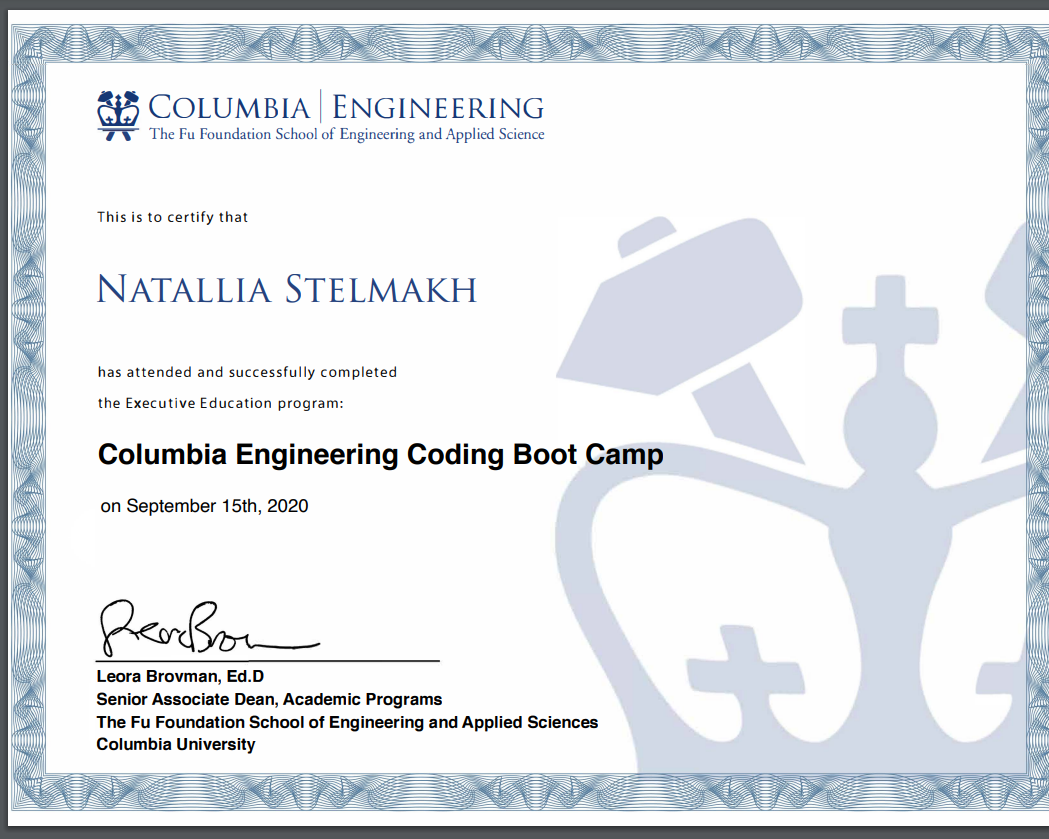 COLUMBIA | ENGINEERING
The Fu Foundation School of Engineering and Applied Science
This is to certify that
NATALLIA STELMAKH
has attended and successfully completed
the Executive Education program:
Columbia Engineering Coding Boot Camp
on September 15th, 2020
Leora Brovman, Ed.D
Senior Associate Dean, Academic Programs
The Fu Foundation School of Engineering and Applied Sciences
Columbia University